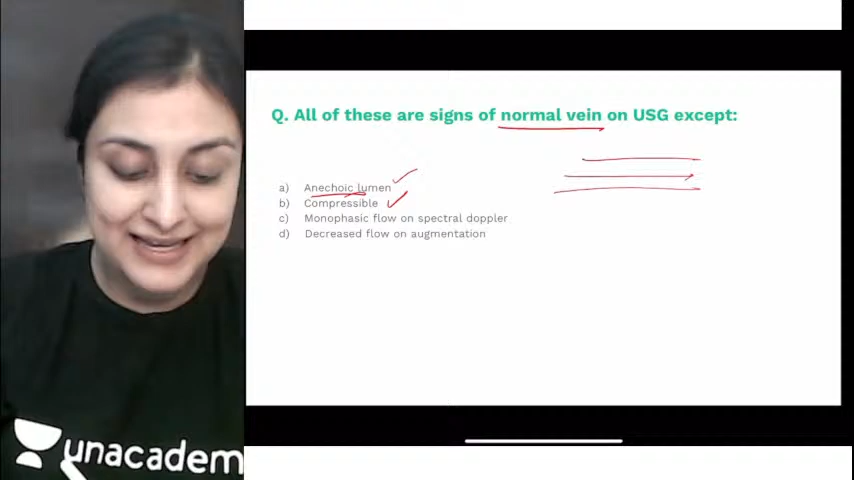 Q. All of these are signs of normal vein on USG except:
a) Anechoic lumen
b) Compressible
c) Monophasic flow on spectral doppler
d) Decreased flow on augmentation
unacadem